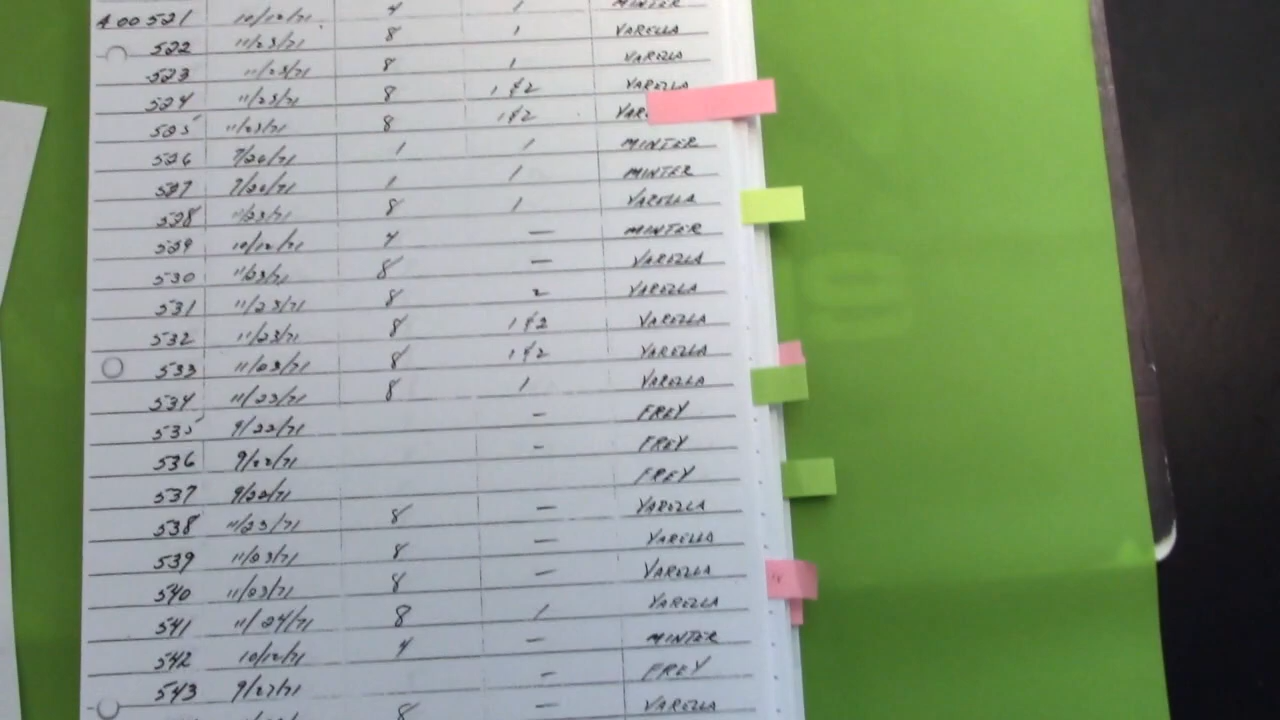 400521 10/12/71 4 1 MINTER
522 11/23/71 8 1 VARELLA
523 11/23/71 8 1 VARELLA
524 11/23/71 8 1&2 VARELLA
525 11/23/71 8 1&2
526 9/20/71 1 1 MINTER
527 9/20/71 1 1 MINTER
528 11/23/71 8 1 VARELLA
529 10/12/71 4 — MINTER
530 11/23/71 8 — VARELLA
531 11/23/71 8 2 VARELLA
532 11/23/71 8 1&2 VARELLA
533 11/23/71 8 1&2 VARELLA
534 11/23/71 8 1 VARELLA
535 9/22/71 — FREY
536 9/22/71 — FREY
537 9/22/71 FREY
538 11/23/71 8 — VARELLA
539 11/23/71 8 — VARELLA
540 11/23/71 8 — VARELLA
541 11/24/71 8 1 VARELLA
542 10/12/71 4 — MINTER
543 9/27/71 — FREY
8 — VARELLA